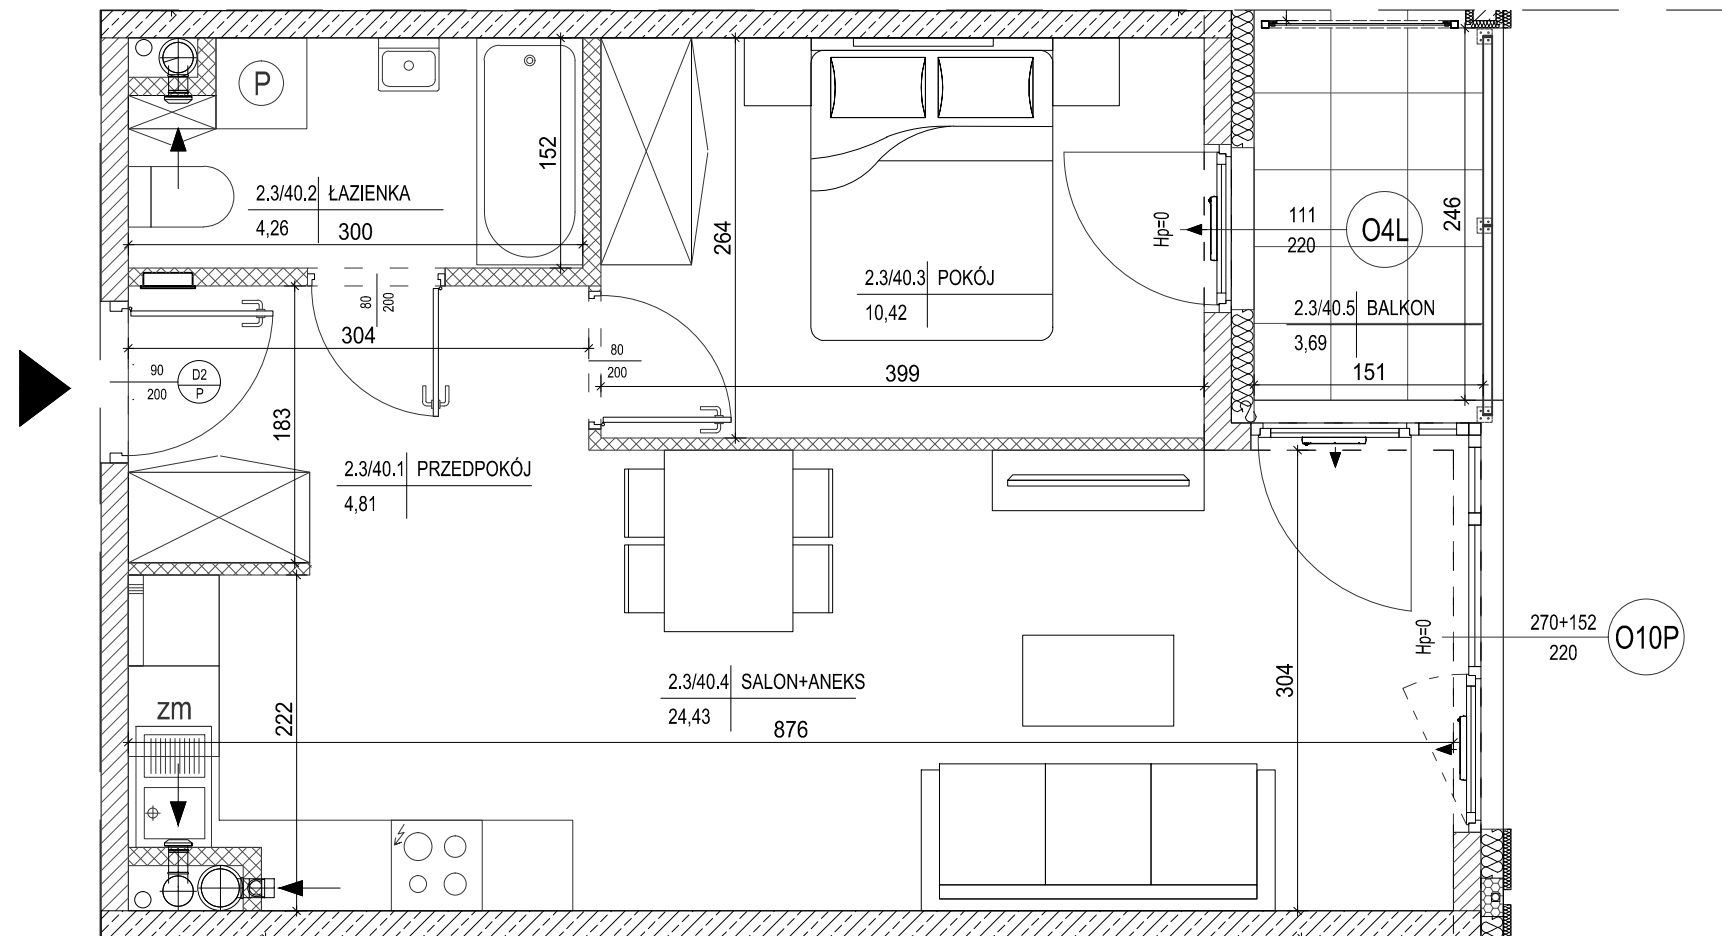 P
152
2.3/40.2 ŁAZIENKA
4,26
300
264
2.3/40.3 POKÓJ
10,42
Hp=0
111
220
O4L
246
2.3/40.5 BALKON
3,69
151
80
200
304
80
200
399
90
200
D2
P
183
2.3/40.1 PRZEDPOKÓJ
4,81
Hp=0
270+152
220
O10P
304
2.3/40.4 SALON+ANEKS
24,43
876
zm
222